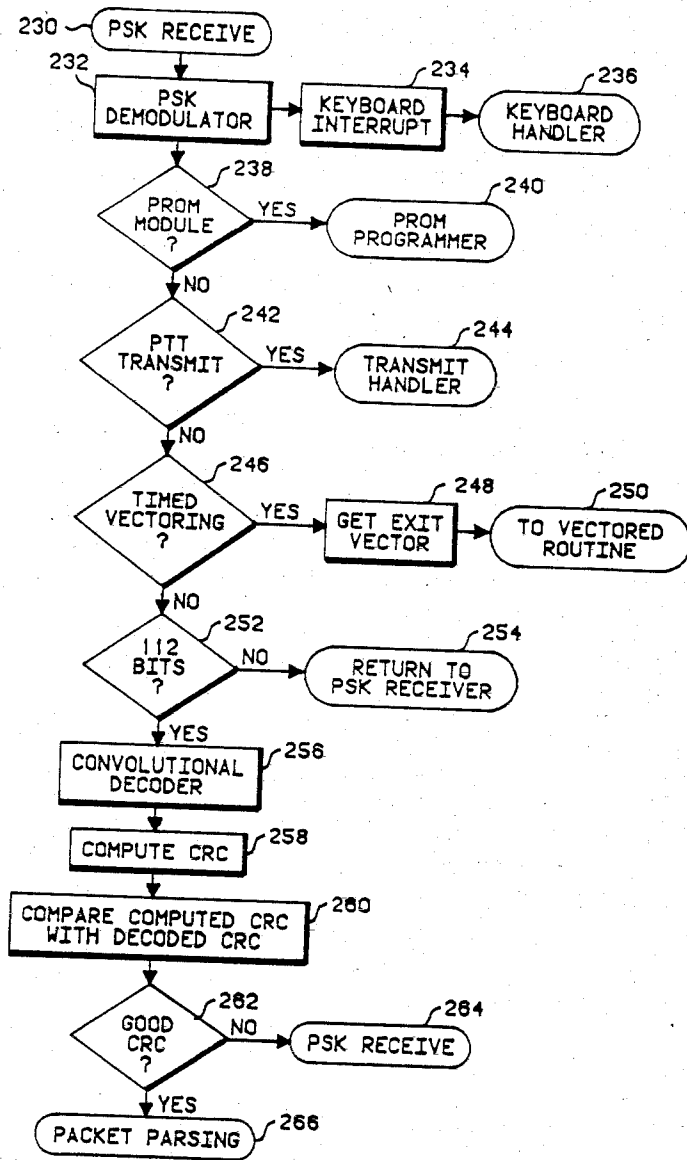 230
PSK RECEIVE
232
PSK
DEMODULATOR
234
KEYBOARD
INTERRUPT
236
KEYBOARD
HANDLER
238
PROM
MODULE
?
YES
240
PROM
PROGRAMMER
NO
242
PTT
TRANSMIT
?
YES
244
TRANSMIT
HANDLER
NO
246
TIMED
VECTORING
?
YES
248
GET EXIT
VECTOR
250
TO VECTORED
ROUTINE
NO
252
112
BITS
?
NO
254
RETURN TO
PSK RECEIVER
YES
256
CONVOLUTIONAL
DECODER
258
COMPUTE CRC
260
COMPARE COMPUTED CRC
WITH DECODED CRC
262
GOOD
CRC
?
NO
264
PSK RECEIVE
YES
266
PACKET PARSING